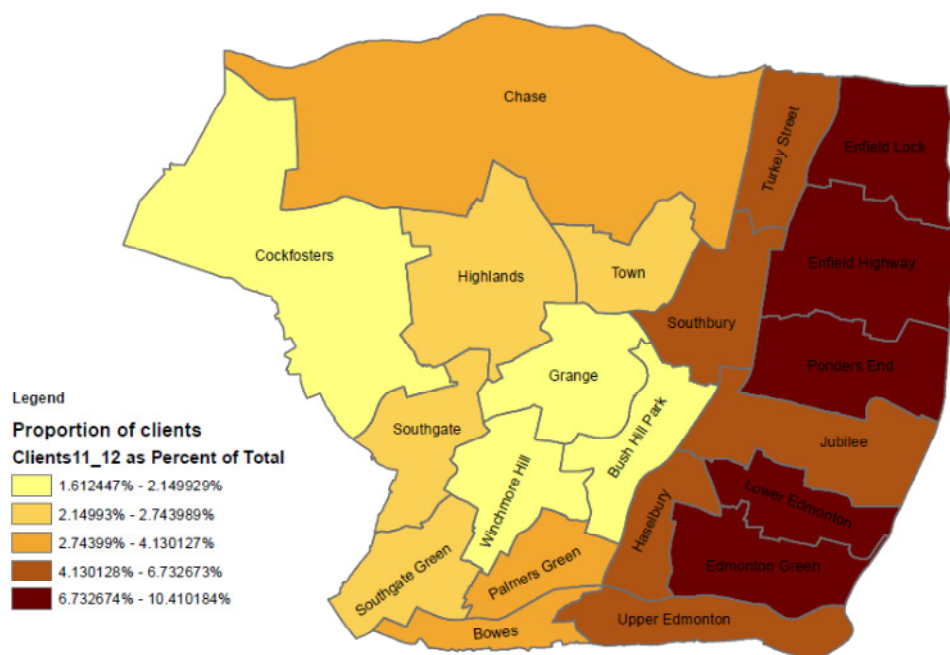 Chase
Turkey Street
Enfield Lock
Cockfosters
Highlands
Town
Enfield Highway
Southbury
Grange
Ponders End
Legend
Proportion of clients
Clients11_12 as Percent of Total
1.612447% - 2.149929%
2.14993% - 2.743989%
2.74399% - 4.130127%
4.130128% - 6.732673%
6.732674% - 10.410184%
Southgate
Bush Hill Park
Jubilee
Winchmore Hill
Lower Edmonton
Haselbury
Southgate Green
Palmers Green
Edmonton Green
Bowes
Upper Edmonton